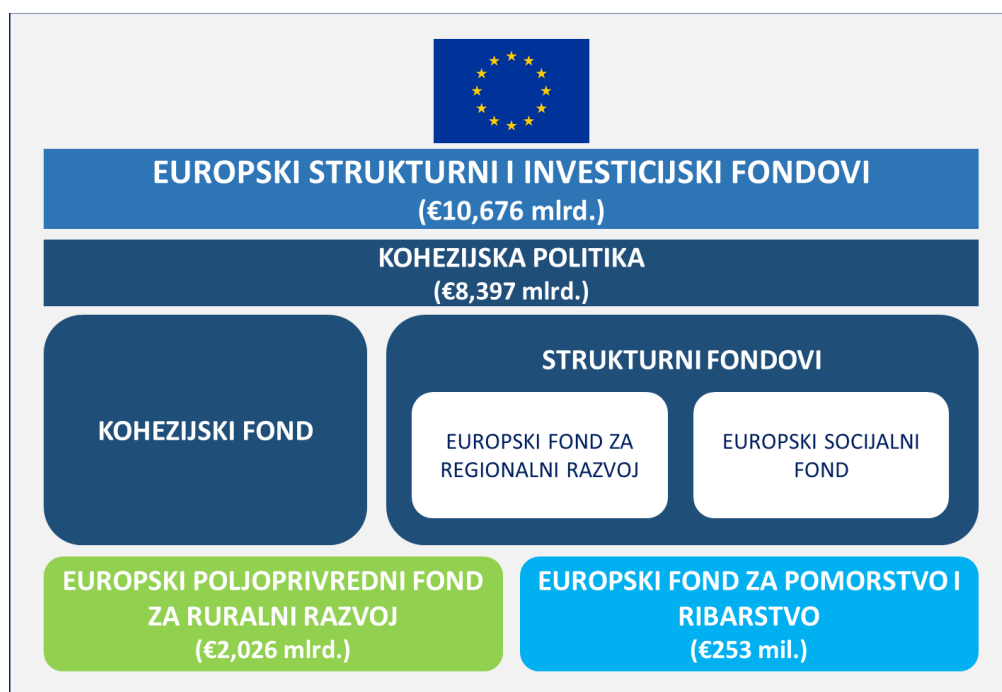 EUROPSKI STRUKTURNI I INVESTICIJSKI FONDOVI
(€10,676 mlrd.)
KOHEZIJSKA POLITIKA
(€8,397 mlrd.)
KOHEZIJSKI FOND
STRUKTURNI FONDOVI
EUROPSKI FOND ZA
REGIONALNI RAZVOJ
EUROPSKI SOCIJALNI
FOND
EUROPSKI POLJOPRIVREDNI FOND
ZA RURALNI RAZVOJ
(€2,026 mlrd.)
EUROPSKI FOND ZA POMORSTVO I
RIBARSTVO
(€253 mil.)